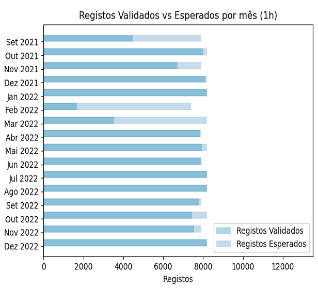 Registos Validados vs Esperados por mês (1h)
Set 2021
Out 2021
Nov 2021
Dez 2021
Jan 2022
Feb 2022
Mar 2022
Abr 2022
Mai 2022
Jun 2022
Jul 2022
Ago 2022
Set 2022
Out 2022
Nov 2022
Dez 2022
Registos Validados
Registos Esperados
0 2000 4000 6000 8000 10000 12000
Registos